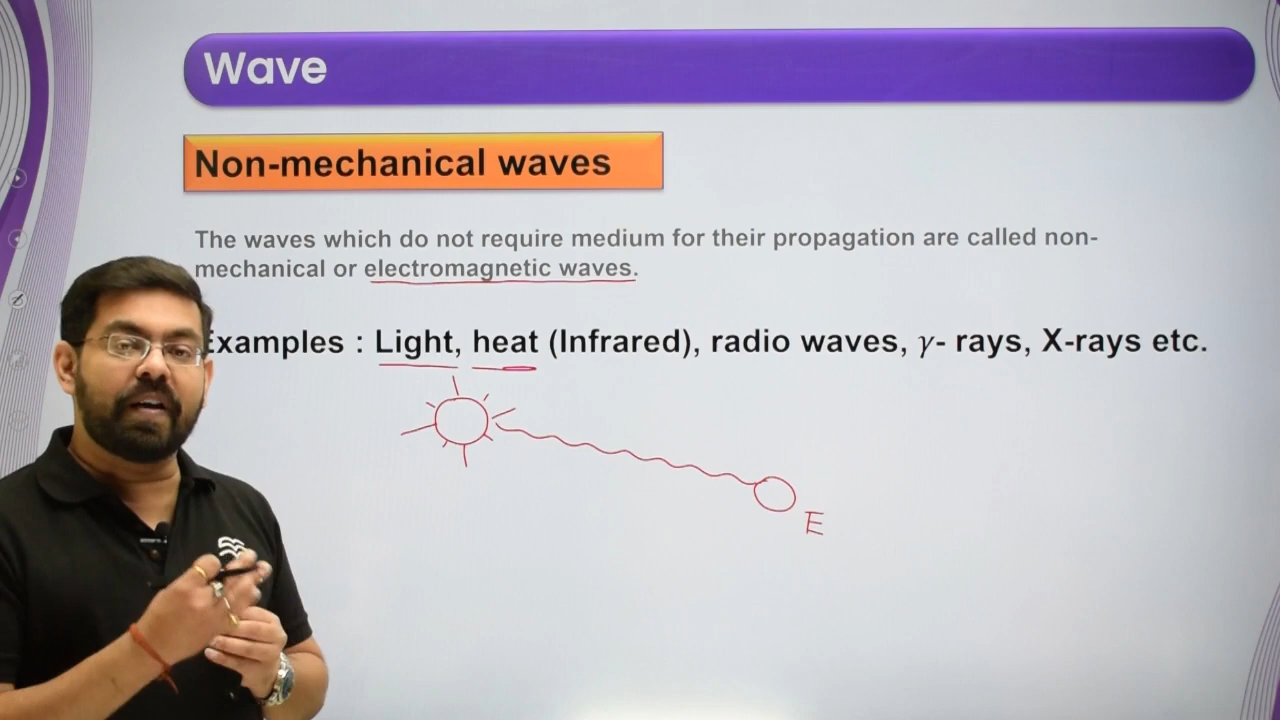 Wave
Non-mechanical waves
The waves which do not require medium for their propagation are called non-
mechanical or electromagnetic waves.
Examples : Light, heat (Infrared), radio waves, γ- rays, X-rays etc.
E